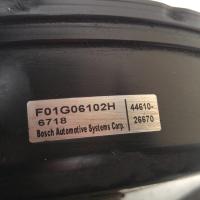 F01G06102H 44610-
6718 26670
Bosch Automotive Systems Corp.